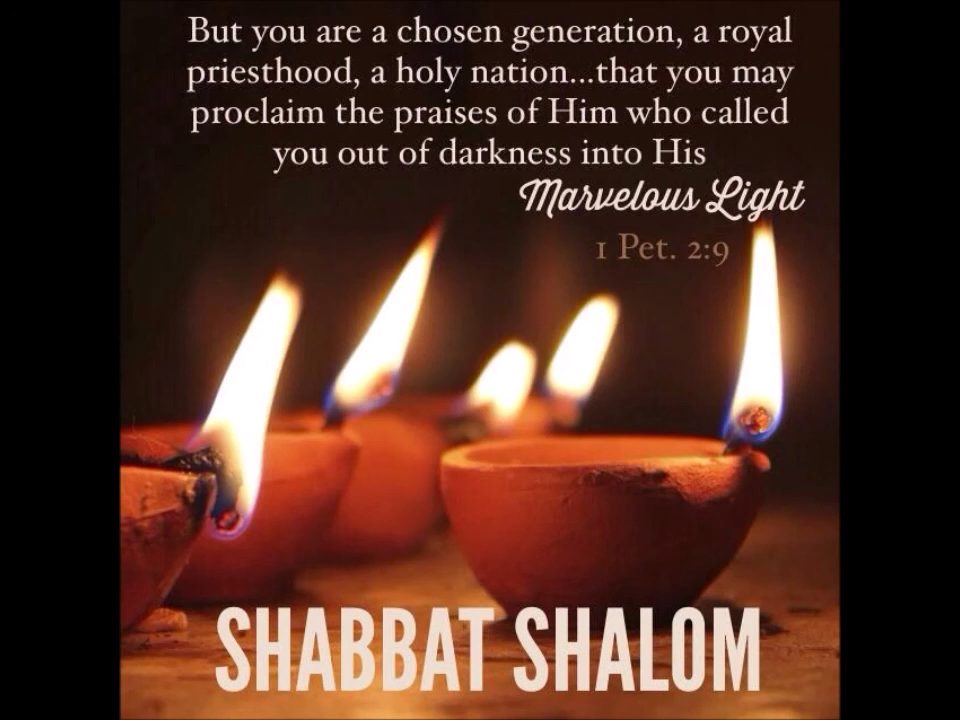 But you are a chosen generation, a royal
priesthood, a holy nation...that you may
proclaim the praises of Him who called
you out of darkness into His
Marvelous Light
1 Pet. 2:9
SHABBAT SHALOM